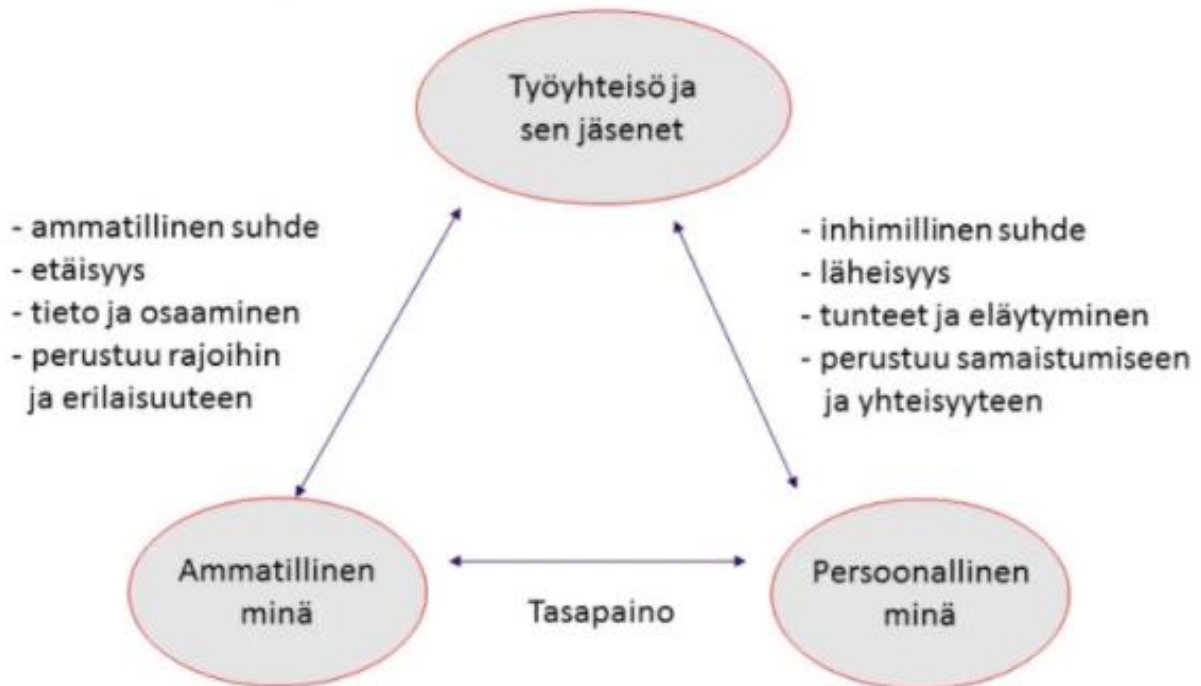 Työyhteisö ja
sen jäsenet
- ammatillinen suhde
- etäisyys
- tieto ja osaaminen
- perustuu rajoihin
ja erilaisuuteen
- inhimillinen suhde
- läheisyys
- tunteet ja eläytyminen
- perustuu samaistumiseen
ja yhteisyyteen
Ammatillinen
minä
Tasapaino
Persoonallinen
minä